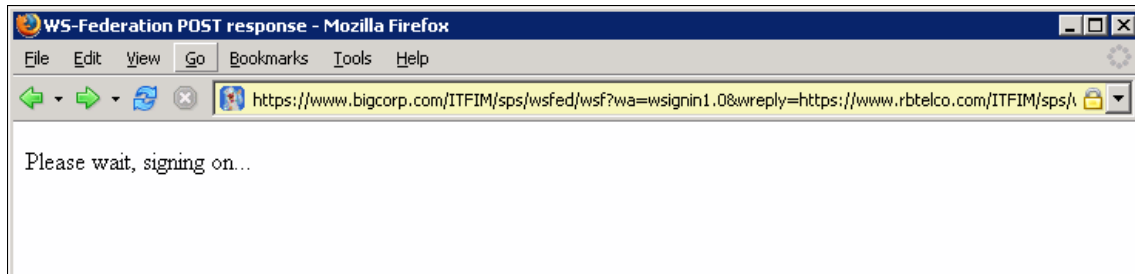 WS-Federation POST response - Mozilla Firefox
File Edit View Go Bookmarks Tools Help
https://www.bigcorp.com/ITFIM/sps/wsfed/wsf?wa=wsignin1.0&wreply=https://www.rbtelco.com/ITFIM/sps/
Please wait, signing on...